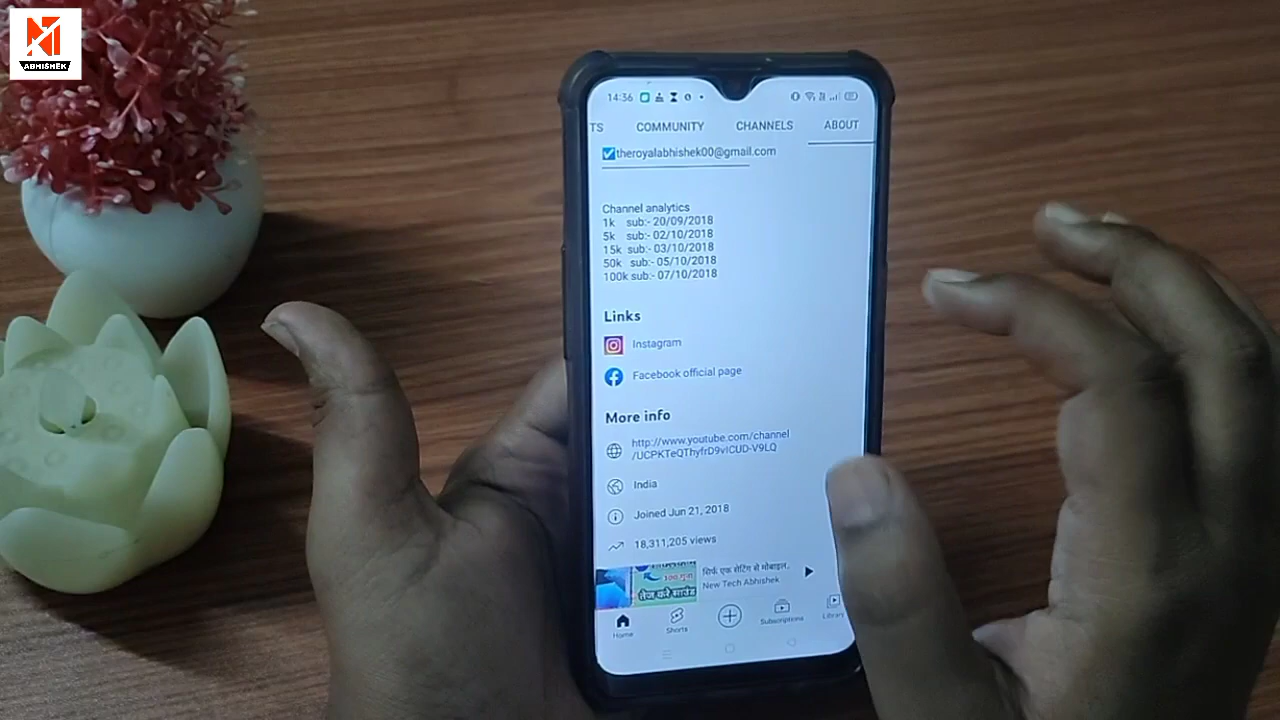 ABHISHEK
14:36
TS COMMUNITY CHANNELS ABOUT
theroyalabhishek00@gmail.com
Channel analytics
1k sub:- 20/09/2018
5k sub:- 02/10/2018
15k sub:- 03/10/2018
50k sub:- 05/10/2018
100k sub:- 07/10/2018
Links
Instagram
Facebook official page
More info
http://www.youtube.com/channel
/UCPKTeQThyfrD9vICUD-V9LQ
India
Joined Jun 21, 2018
18,311,205 views
सिर्फ एक सेटिंग से मोबाइल..
New Tech Abhishek
100 गुना
तेज करे साउंड
Home Shorts Subscriptions Library